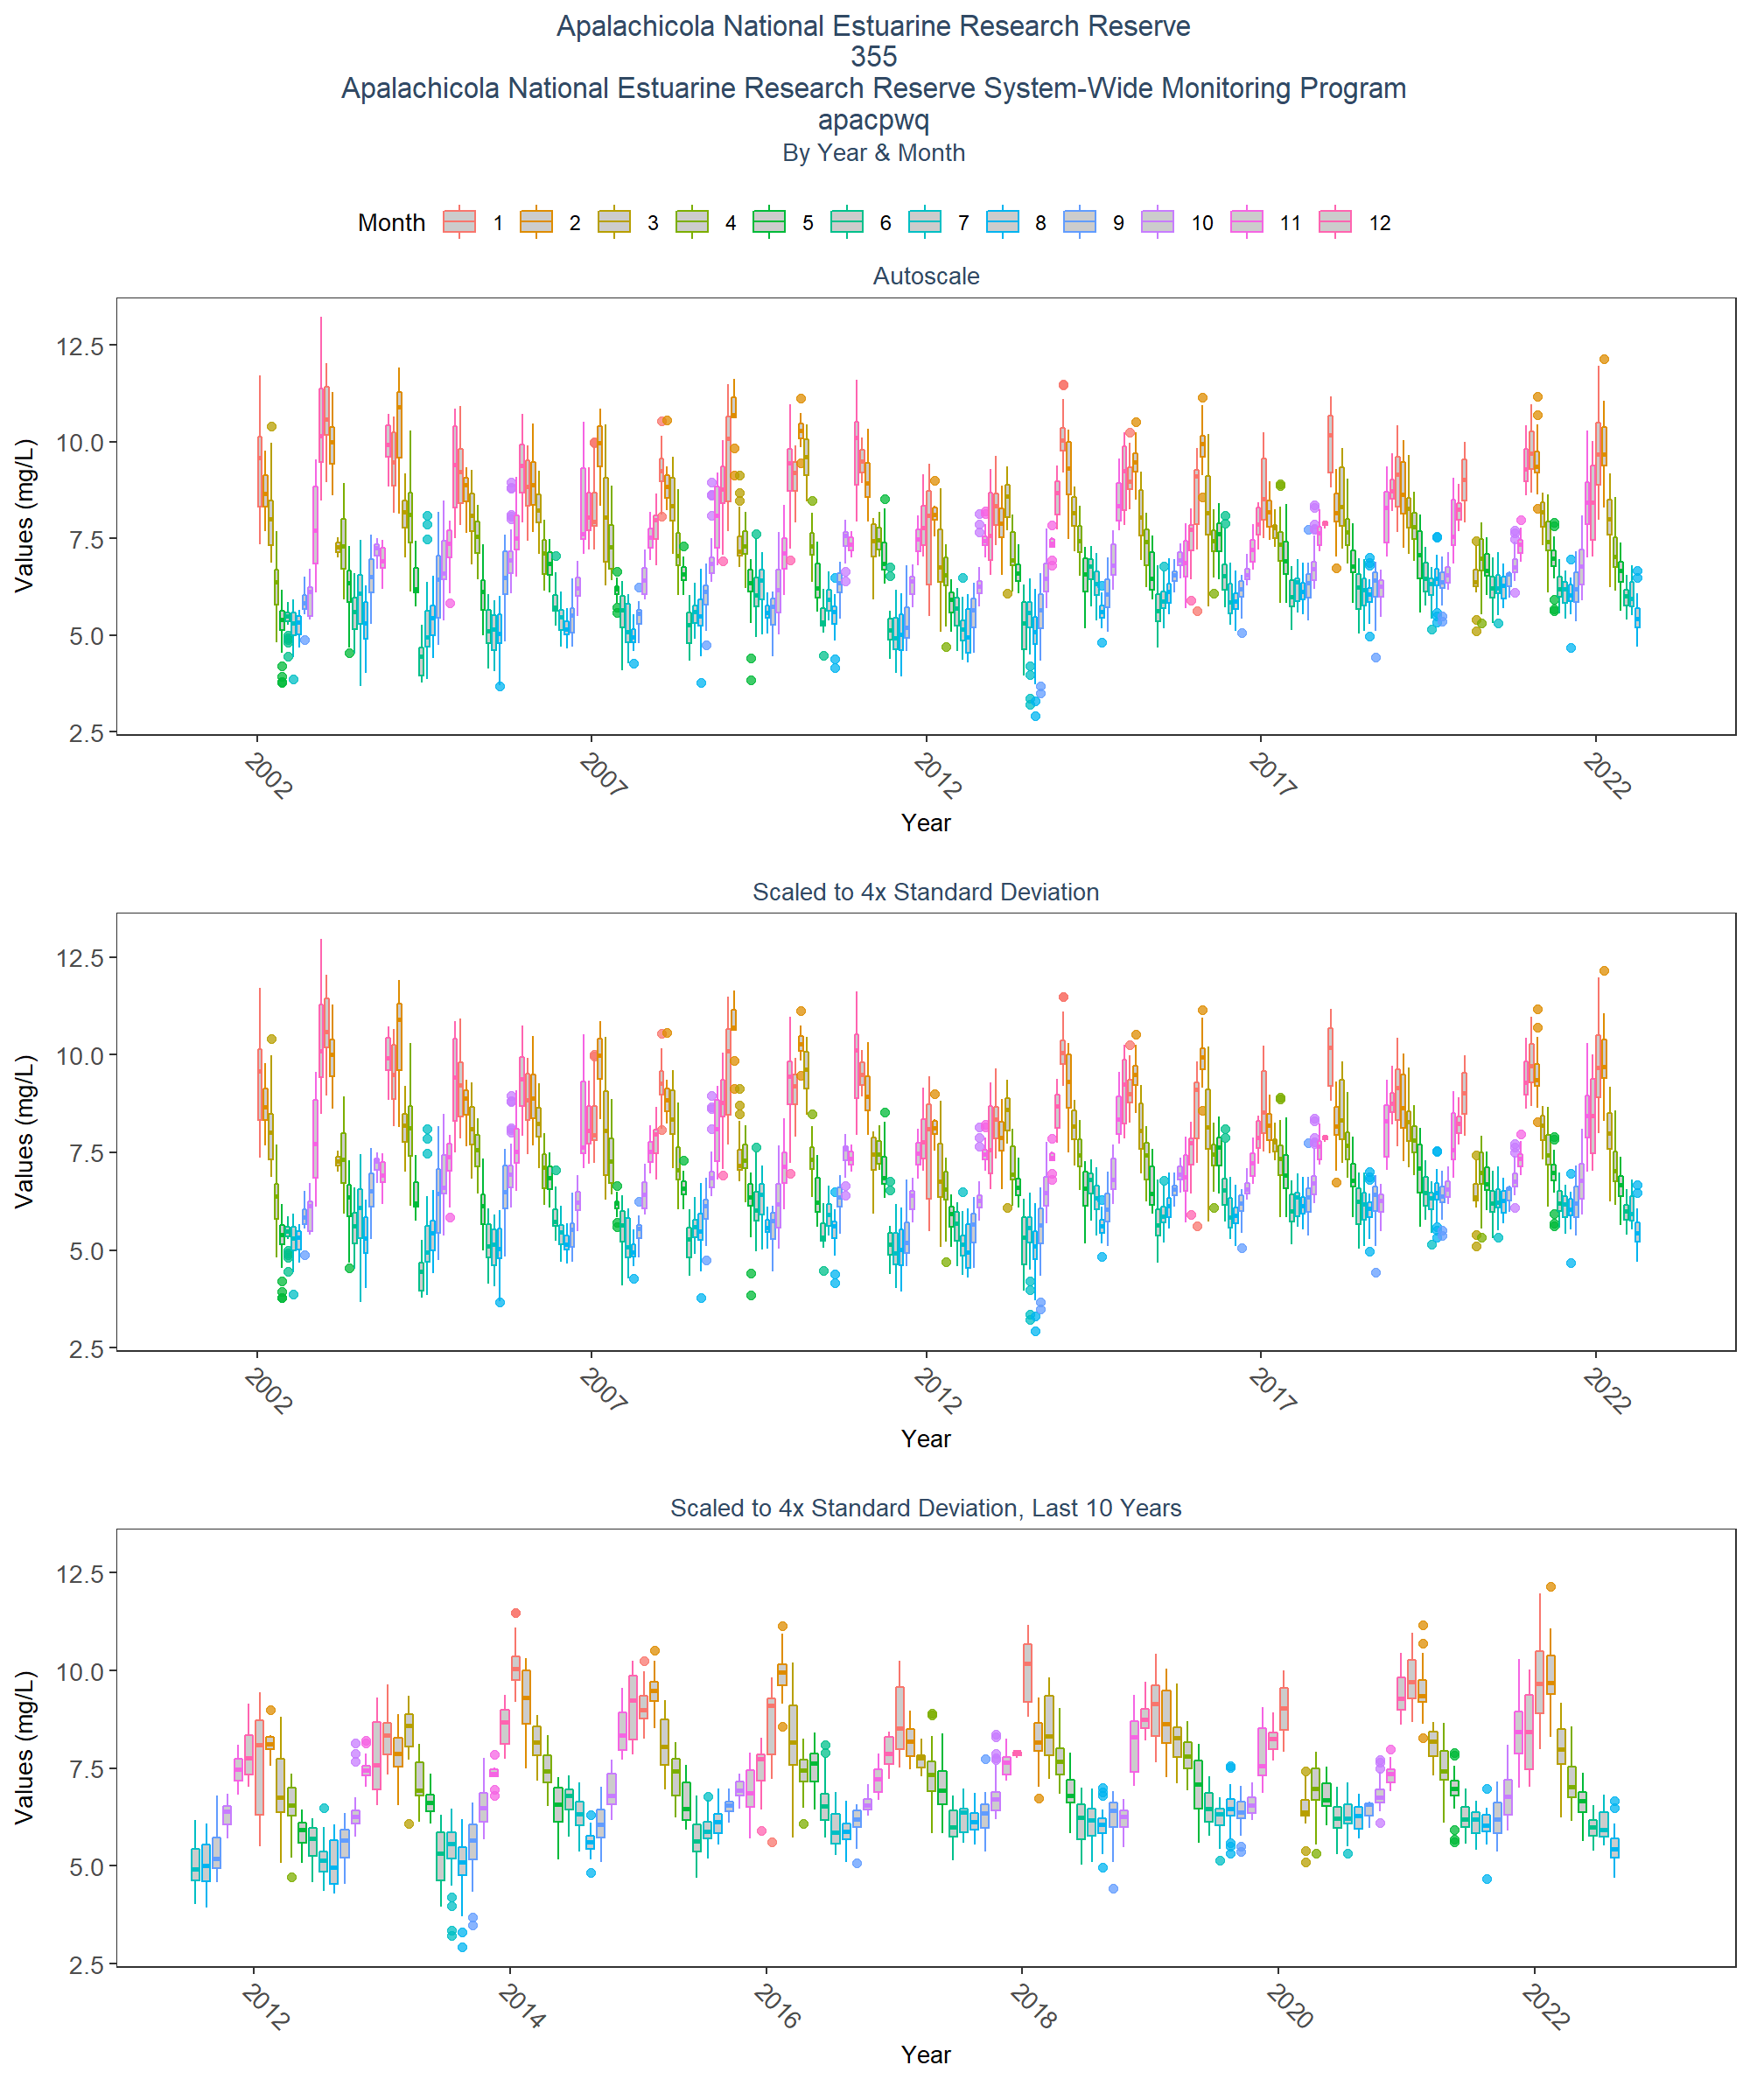 Apalachicola National Estuarine Research Reserve
355
Apalachicola National Estuarine Research Reserve System-Wide Monitoring Program
apacpwq
By Year & Month
Month 1 2 3 4 5 6 7 8 9 10 11 12
Autoscale
Values (mg/L)
12.5
10.0
7.5
5.0
2.5
2002 2007 2012 2017 2022
Year
Scaled to 4x Standard Deviation
Values (mg/L)
12.5
10.0
7.5
5.0
2.5
2002 2007 2012 2017 2022
Year
Scaled to 4x Standard Deviation, Last 10 Years
Values (mg/L)
12.5
10.0
7.5
5.0
2.5
2012 2014 2016 2018 2020 2022
Year